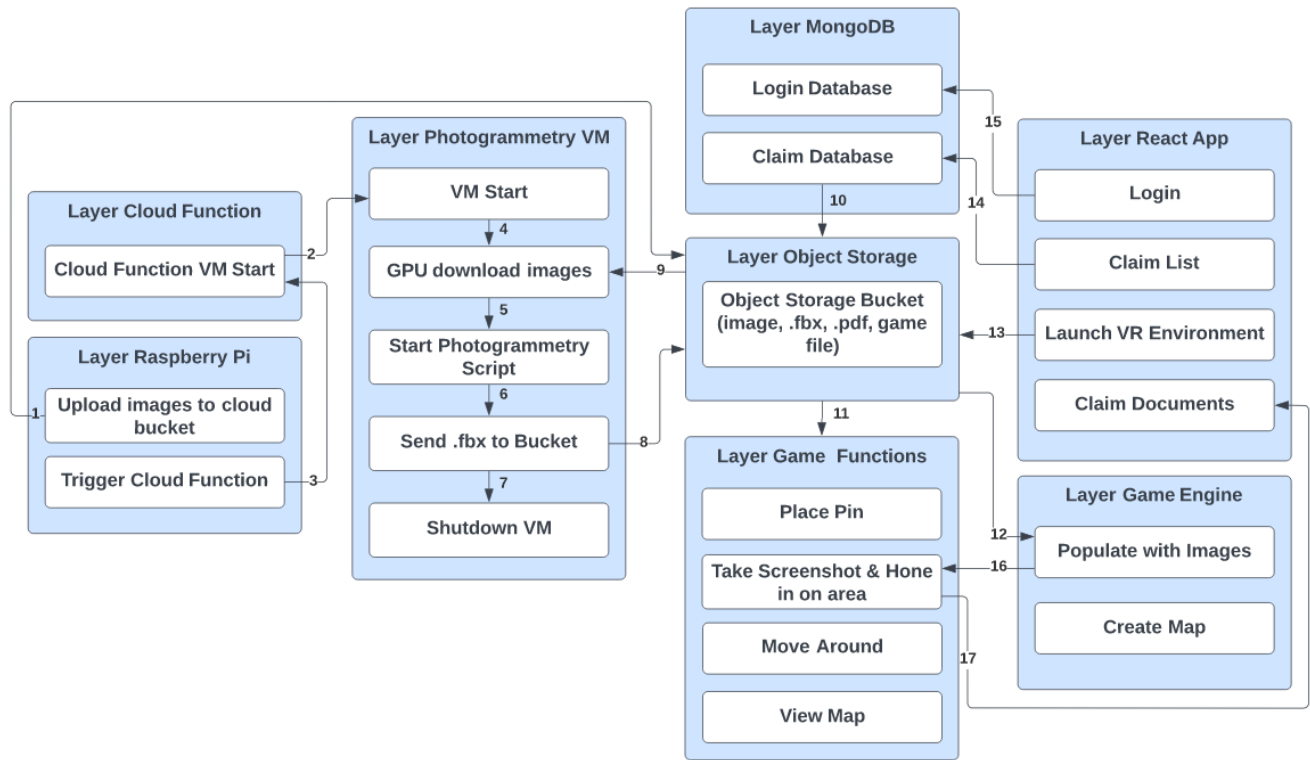 Layer MongoDB
Login Database
Claim Database
10
15
14
Layer React App
Login
Claim List
Launch VR Environment
Claim Documents
13
Layer Photogrammetry VM
VM Start
4
GPU download images
5
Start Photogrammetry
Script
6
Send .fbx to Bucket
7
Shutdown VM
8
9
Layer Cloud Function
Cloud Function VM Start
2
Layer Raspberry Pi
Upload images to cloud
bucket
1
Trigger Cloud Function
3
Layer Object Storage
Object Storage Bucket
(image, .fbx, .pdf, game
file)
11
12
Layer Game Functions
Place Pin
Take Screenshot & Hone
in on area
Move Around
View Map
16
17
Layer Game Engine
Populate with Images
Create Map